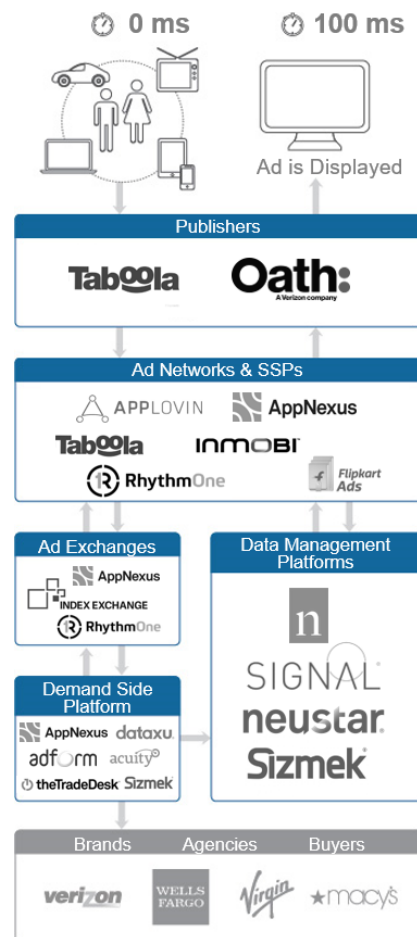 0 ms
100 ms
Ad is Displayed
Publishers
Taboola
Oath:
A Verizon company
Ad Networks & SSPs
APPLOVIN
AppNexus
Taboola
INMOBI
RhythmOne
Flipkart
Ads
Ad Exchanges
AppNexus
INDEX EXCHANGE
RhythmOne
Data Management
Platforms
n
SIGNAL
neustar
Sizmek
Demand Side
Platform
AppNexus
dataxu
adform
acuity
theTradeDesk
Sizmek
Brands
Agencies
Buyers
verizon
WELLS
FARGO
Virgin
macy's